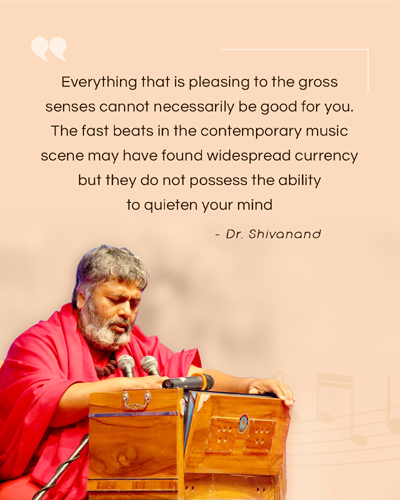 Everything that is pleasing to the gross
senses cannot necessarily be good for you.
The fast beats in the contemporary music
scene may have found widespread currency
but they do not possess the ability
to quieten your mind
- Dr. Shivanand